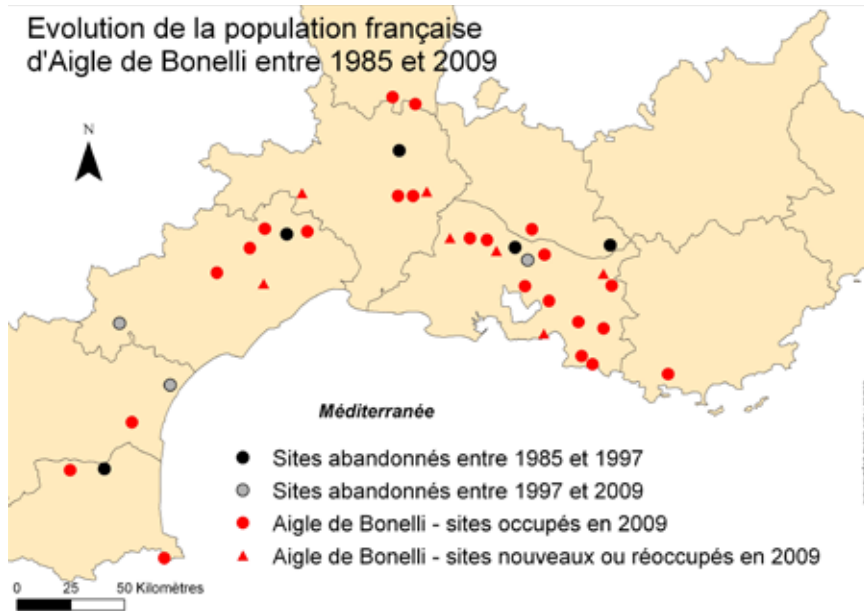 Evolution de la population française
d'Aigle de Bonelli entre 1985 et 2009
N
Méditerranée
Sites abandonnés entre 1985 et 1997
Sites abandonnés entre 1997 et 2009
Aigle de Bonelli - sites occupés en 2009
Aigle de Bonelli - sites nouveaux ou réoccupés en 2009
0 25 50 Kilomètres